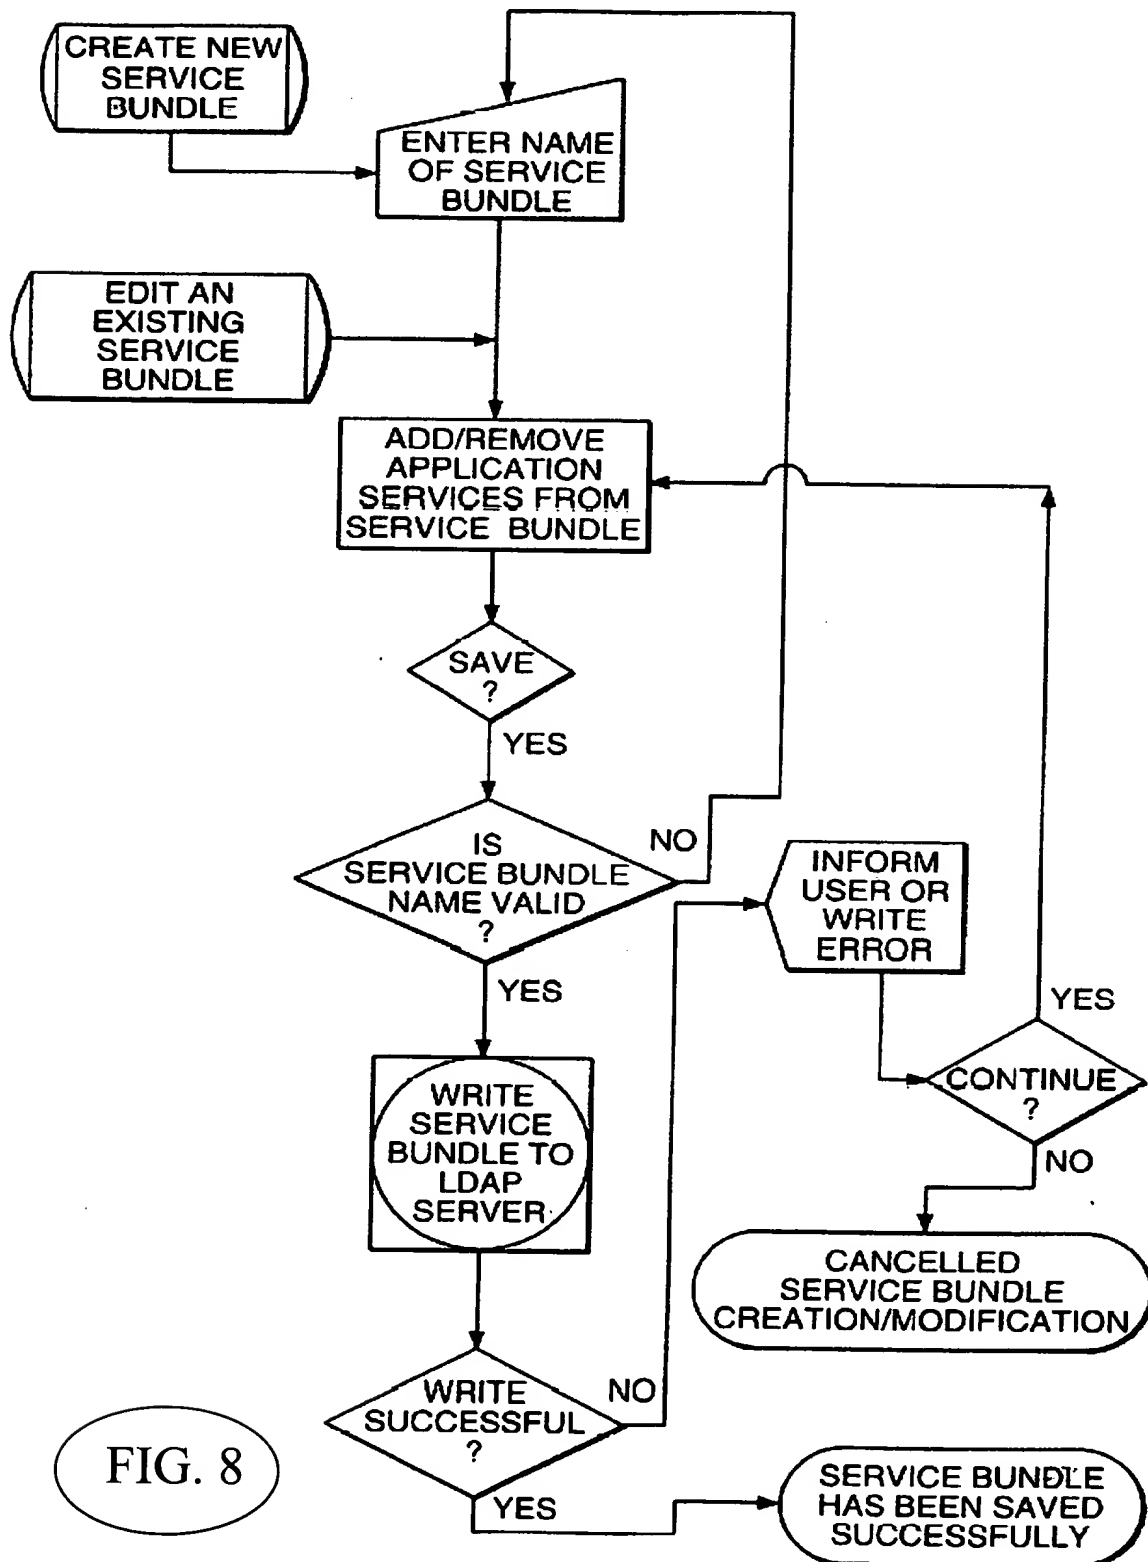 CREATE NEW
SERVICE
BUNDLE
ENTER NAME
OF SERVICE
BUNDLE
EDIT AN
EXISTING
SERVICE
BUNDLE
ADD/REMOVE
APPLICATION
SERVICES FROM
SERVICE BUNDLE
SAVE
?
YES
IS
SERVICE BUNDLE
NAME VALID
?
NO
YES
INFORM
USER OR
WRITE
ERROR
YES
CONTINUE
?
NO
WRITE
SERVICE
BUNDLE TO
LDAP
SERVER
CANCELLED
SERVICE BUNDLE
CREATION/MODIFICATION
WRITE
SUCCESSFUL
?
NO
YES
SERVICE BUNDLE
HAS BEEN SAVED
SUCCESSFULLY
FIG. 8